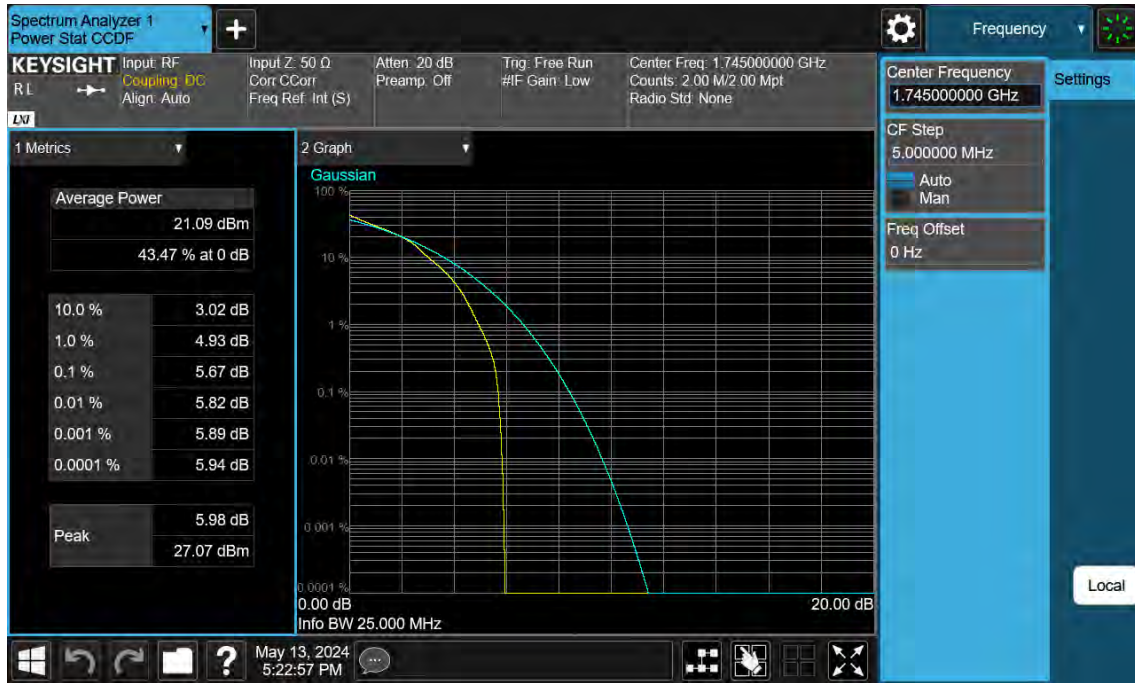 Spectrum Analyzer 1
Power Stat CCDF
Frequency
KEYSIGHT
R L
LXI
Input: RF
Coupling: DC
Align: Auto
Input Z: 50 Ω
Corr CCorr
Freq Ref: Int (S)
Atten: 20 dB
Preamp: Off
Trig: Free Run
#IF Gain: Low
Center Freq: 1.745000000 GHz
Counts: 2.00 M/2.00 Mpt
Radio Std: None
Center Frequency
1.745000000 GHz
Settings
CF Step
5.000000 MHz
Auto
Man
Freq Offset
0 Hz
Local
1 Metrics
Average Power
21.09 dBm
43.47 % at 0 dB
10.0 % 3.02 dB
1.0 % 4.93 dB
0.1 % 5.67 dB
0.01 % 5.82 dB
0.001 % 5.89 dB
0.0001 % 5.94 dB
Peak
5.98 dB
27.07 dBm
2 Graph
Gaussian
100 %
10 %
1 %
0.1 %
0.01 %
0.001 %
0.0001 %
0.00 dB 20.00 dB
Info BW 25.000 MHz
?
May 13, 2024
5:22:57 PM